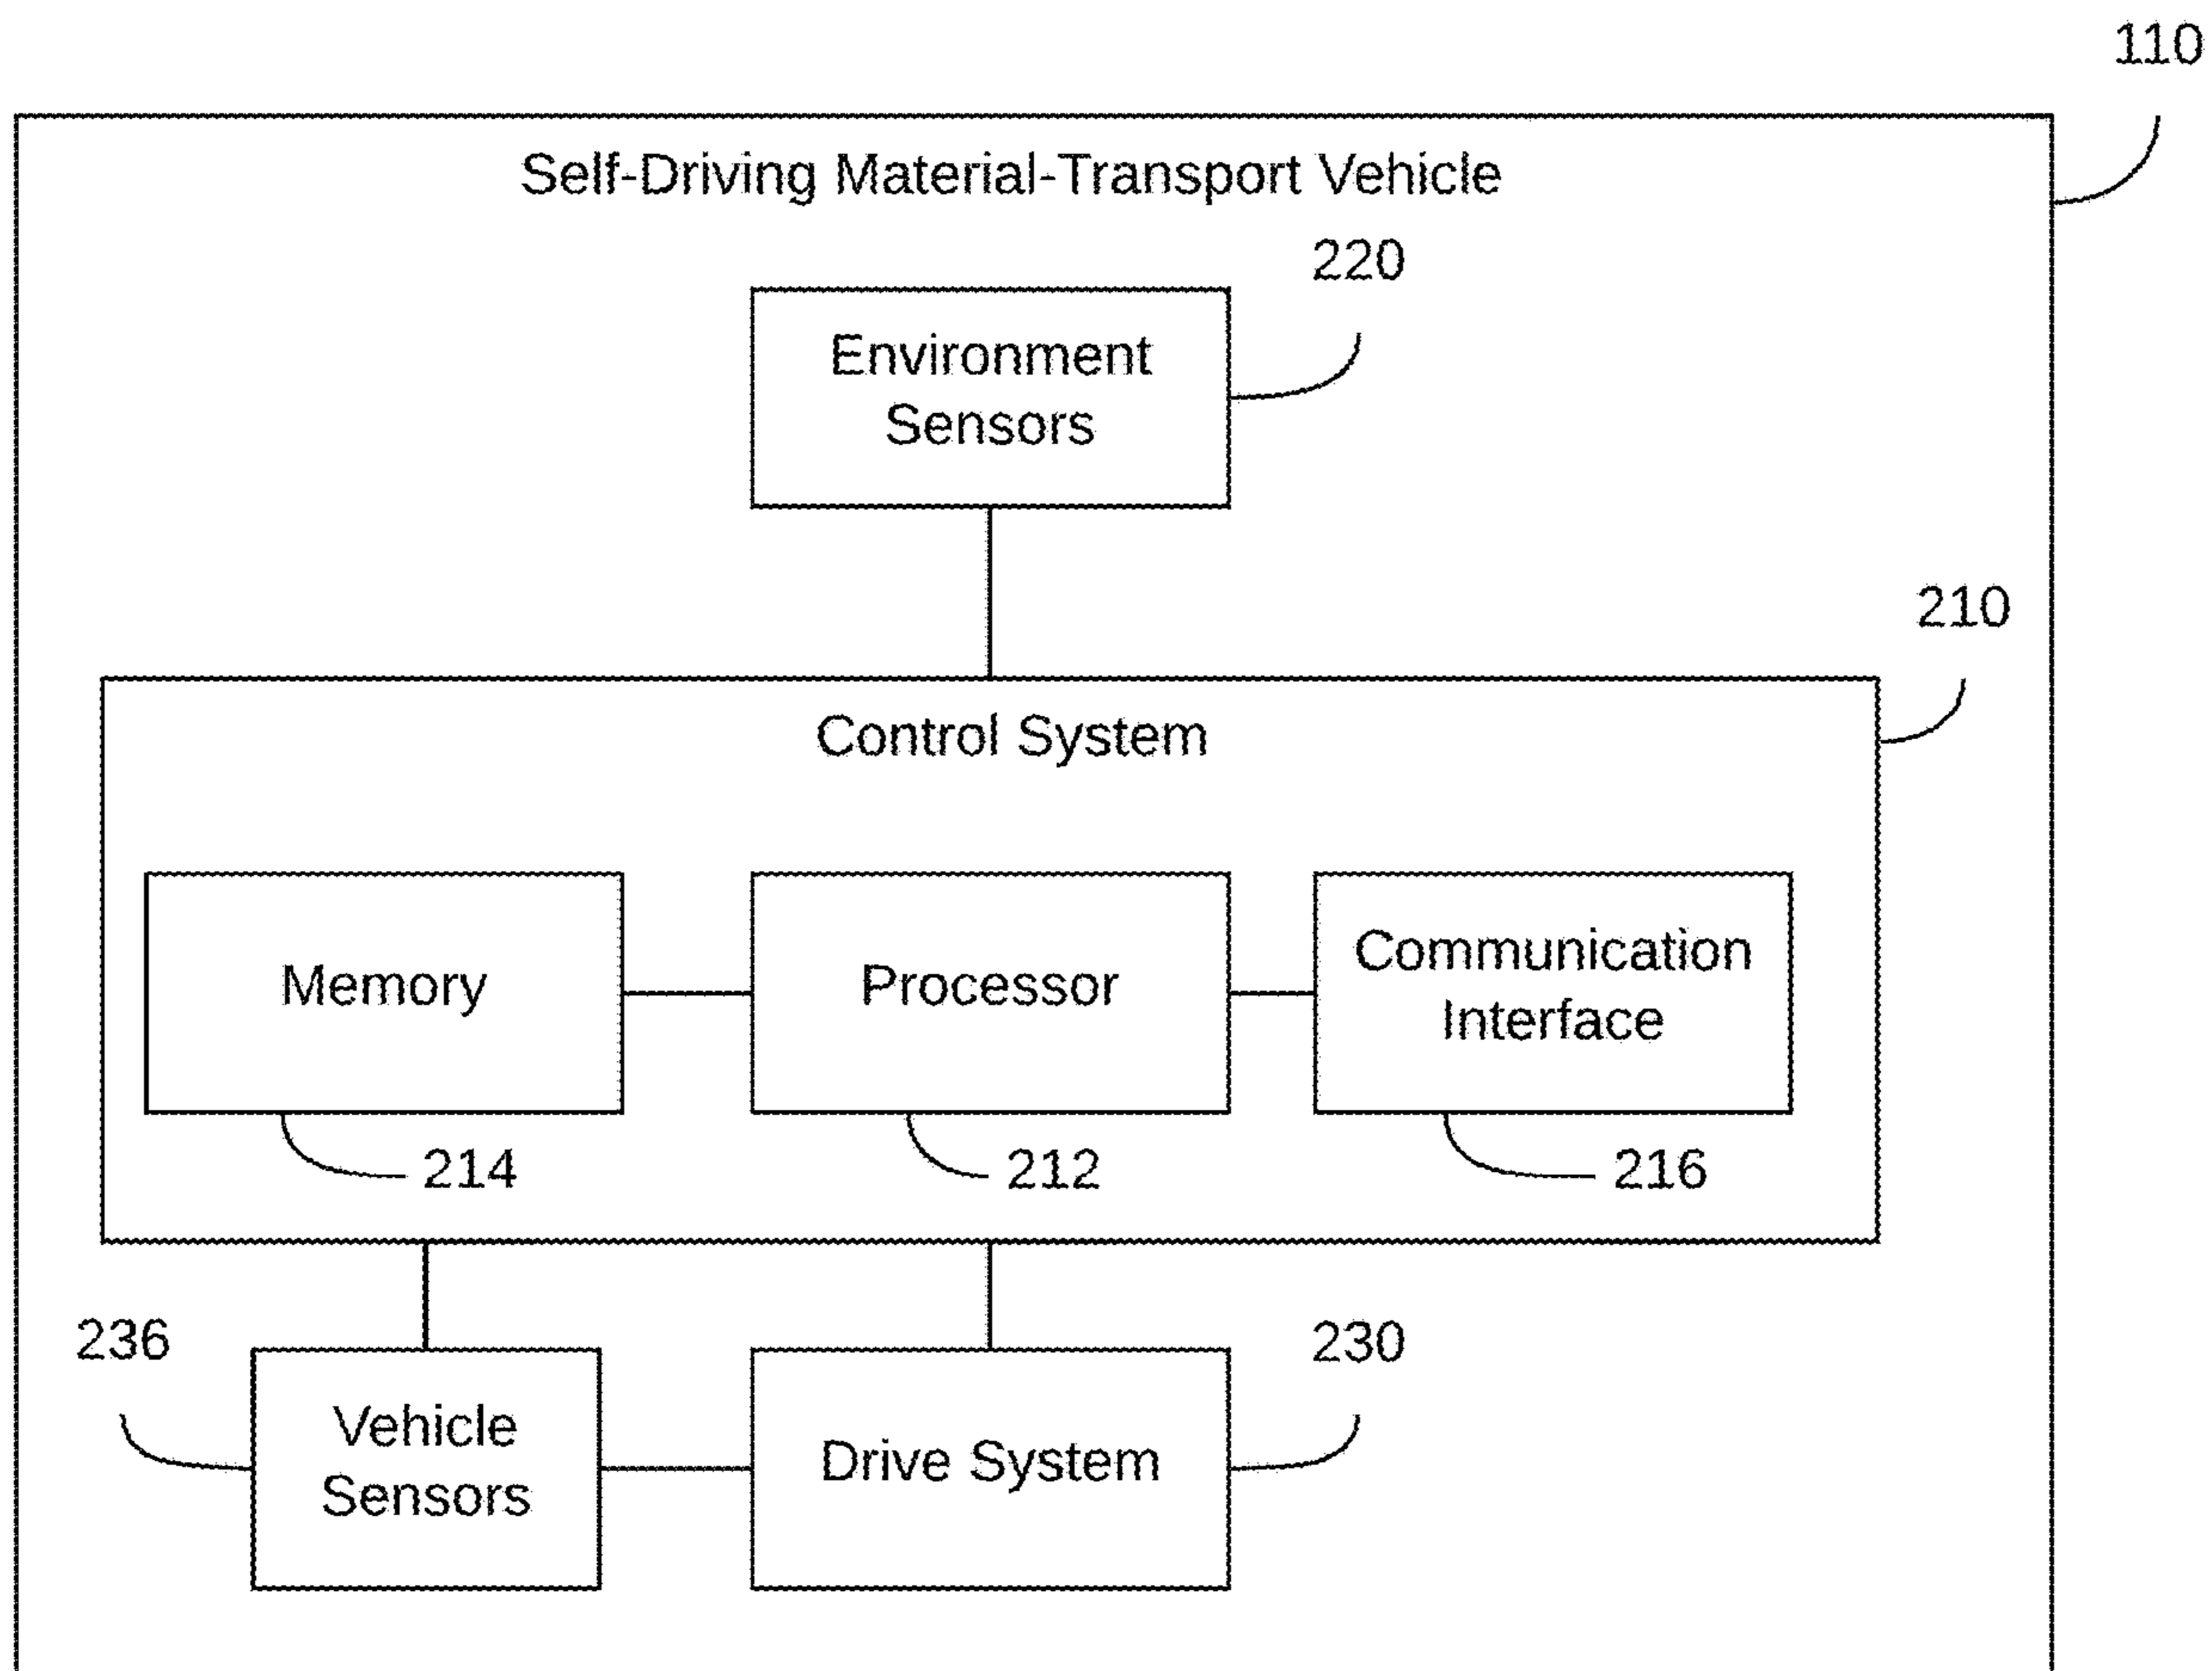 110
Self-Driving Material-Transport Vehicle
220
Environment
Sensors
210
Control System
Memory
Processor
Communication
Interface
214
212
216
236
230
Vehicle
Sensors
Drive System